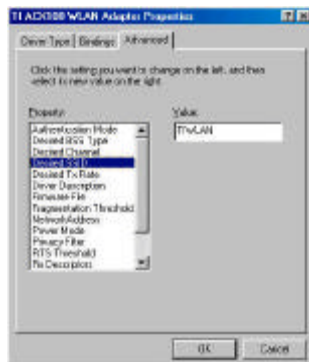 TI ACX100 WLAN Adapter Properties
Driver Type
Bindings
Advanced
Click the setting you want to change on the left, and then
select its new value on the right.
Property:
Value:
Authentication Mode
Desired BSS Type
Desired Channel
Desired SSID
Desired Tx Rate
Driver Description
Firmware File
Fragmentation Threshold
NetworkAddress
Power Mode
Privacy Filter
RTS Threshold
Rx Descriptors
TIWLAN
OK
Cancel